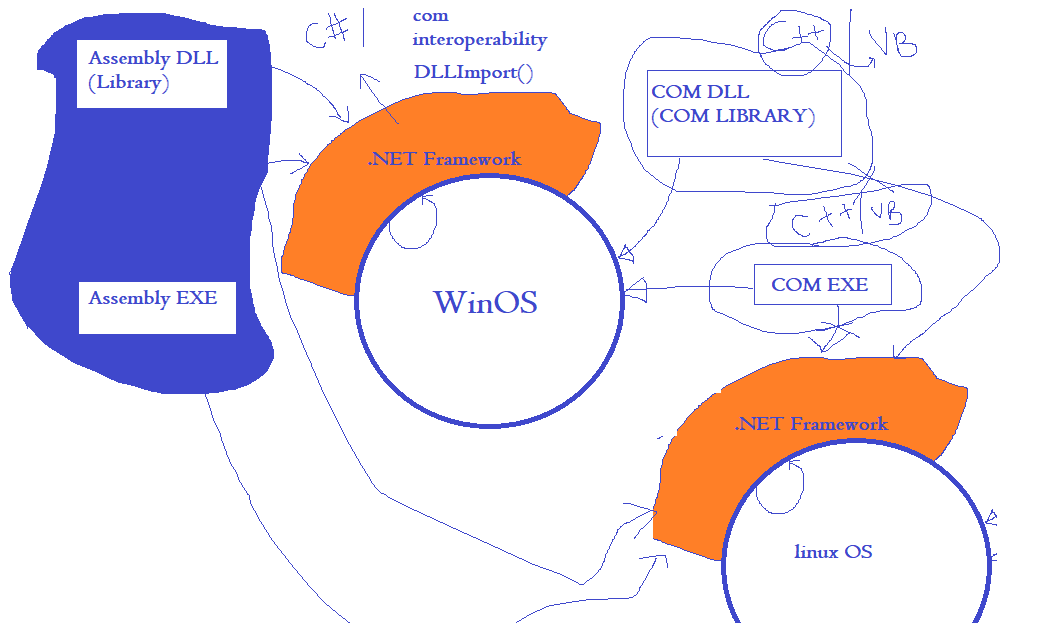 C#
com
interoperability
DLLImport()
C++
VB
Assembly DLL
(Library)
COM DLL
(COM LIBRARY)
.NET Framework
C++ VB
Assembly EXE
WinOS
COM EXE
.NET Framework
linux OS